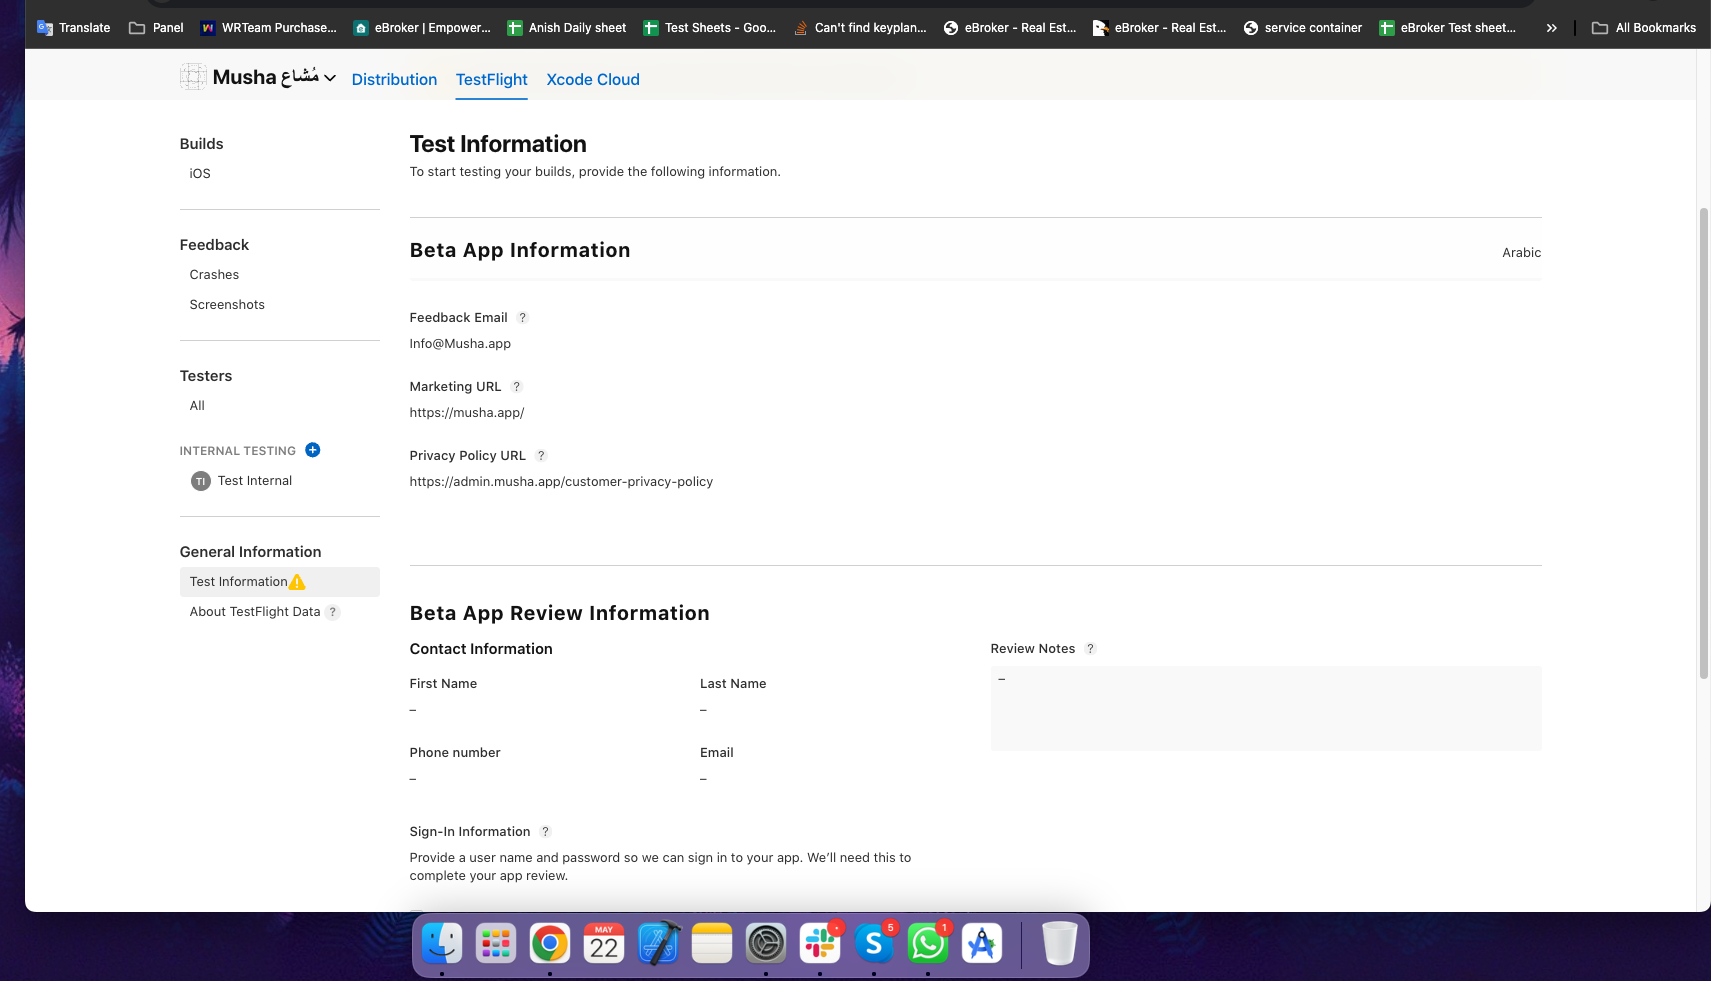 Translate
Panel
WRTeam Purchase...
eBroker | Empower...
Anish Daily sheet
Test Sheets - Goo...
Can't find keyplan...
eBroker - Real Est...
eBroker - Real Est...
service container
eBroker Test sheet...
»
All Bookmarks
Musha مُشاع
Distribution
TestFlight
Xcode Cloud
Builds
iOS
Feedback
Crashes
Screenshots
Testers
All
INTERNAL TESTING
TI Test Internal
General Information
Test Information
About TestFlight Data ?
Test Information
To start testing your builds, provide the following information.
Beta App Information
Arabic
Feedback Email ?
Info@Musha.app
Marketing URL ?
https://musha.app/
Privacy Policy URL ?
https://admin.musha.app/customer-privacy-policy
Beta App Review Information
Contact Information
First Name
–
Last Name
–
Phone number
–
Email
–
Review Notes ?
–
Sign-In Information ?
Provide a user name and password so we can sign in to your app. We’ll need this to
complete your app review.
MAY
22
5
1